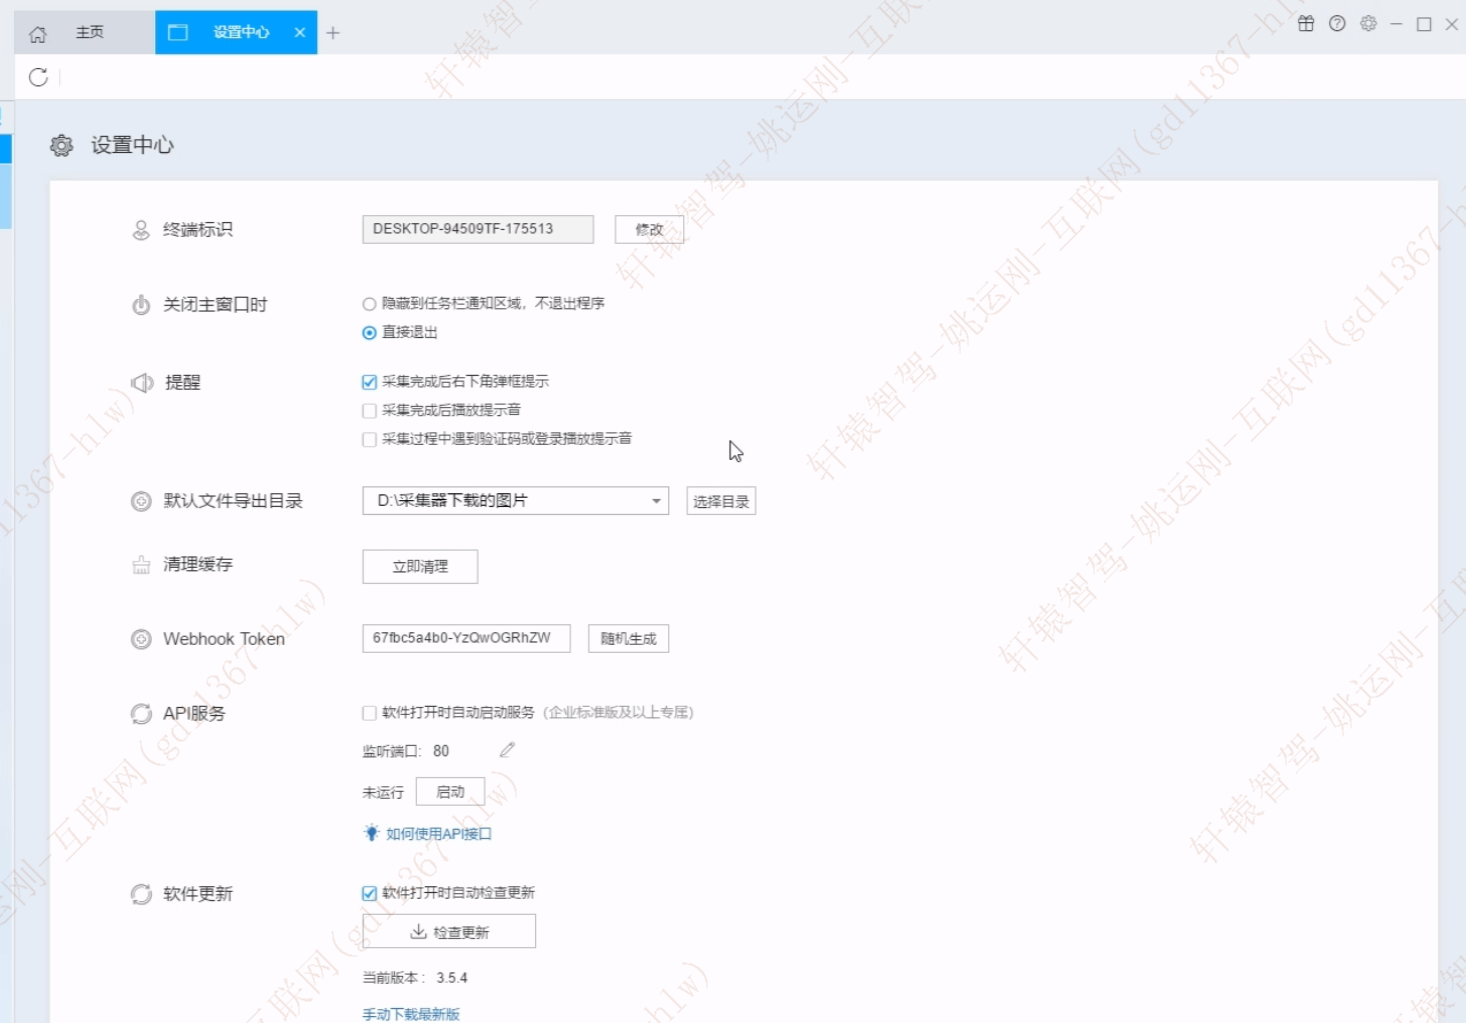 主页
设置中心
设置中心
终端标识 DESKTOP-94509TF-175513 修改
关闭主窗口时 隐藏到任务栏通知区域，不退出程序
直接退出
提醒 采集完成后右下角弹框提示
采集完成后播放提示音
采集过程中遇到验证码或登录播放提示音
默认文件导出目录 D:\采集器下载的图片 选择目录
清理缓存 立即清理
Webhook Token 67fbc5a4b0-YzQwOGRhZW 随机生成
API服务 软件打开时自动启动服务 (企业标准版及以上专属)
监听端口: 80
未运行 启动
如何使用API接口
软件更新 软件打开时自动检查更新
检查更新
当前版本： 3.5.4
手动下载最新版
轩辕智驾-姚运刚-互联网(gd11367-hlw)